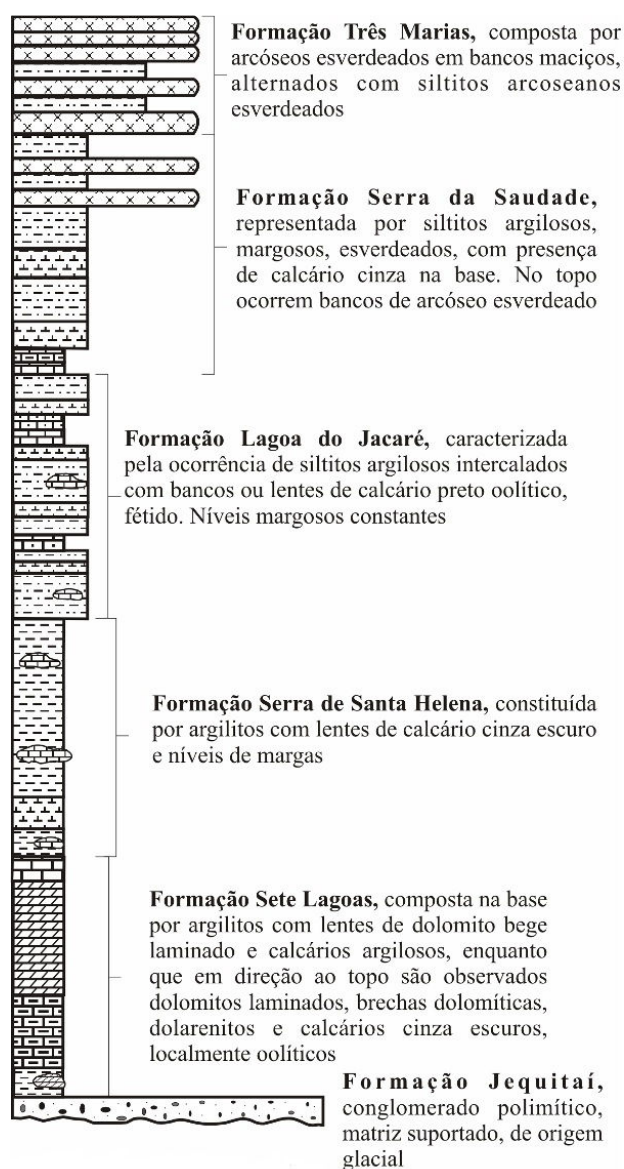 Formação Três Marias, composta por
arcóseos esverdeados em bancos maciços,
alternados com siltitos arcoseanos
esverdeados
Formação Serra da Saudade,
representada por siltitos argilosos,
margosos, esverdeados, com presença
de calcário cinza na base. No topo
ocorrem bancos de arcóseo esverdeado
Formação Lagoa do Jacaré, caracterizada
pela ocorrência de siltitos argilosos intercalados
com bancos ou lentes de calcário preto oolítico,
fétido. Níveis margosos constantes
Formação Serra de Santa Helena, constituída
por argilitos com lentes de calcário cinza escuro
e níveis de margas
Formação Sete Lagoas, composta na base
por argilitos com lentes de dolomito bege
laminado e calcários argilosos, enquanto
que em direção ao topo são observados
dolomitos laminados, brechas dolomíticas,
dolarenitos e calcários cinza escuros,
localmente oolíticos
Formação Jequitaí,
conglomerado polimítico,
matriz suportado, de origem
glacial